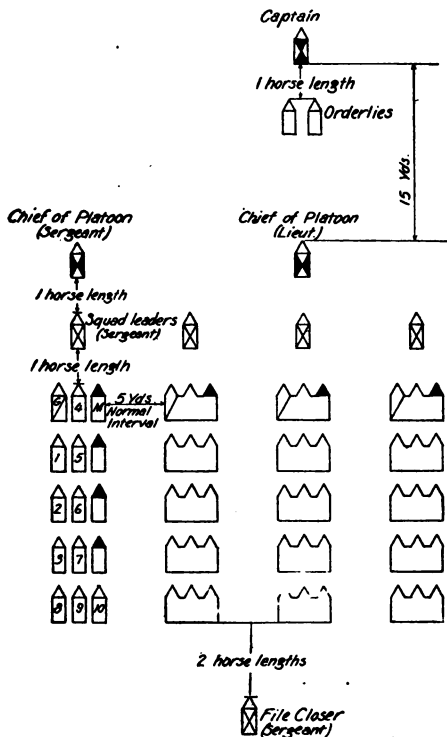 Captain
1 horse length
Orderlies
15 Yds.
Chief of Platoon
(Sergeant)
Chief of Platoon
(Lieut.)
1 horse length
Squad leaders
(Sergeant)
1 horse length
4
5 Yds
Normal
Interval
1 5
2 6
3 7
8 9 10
2 horse lengths
File Closer
(Sergeant)